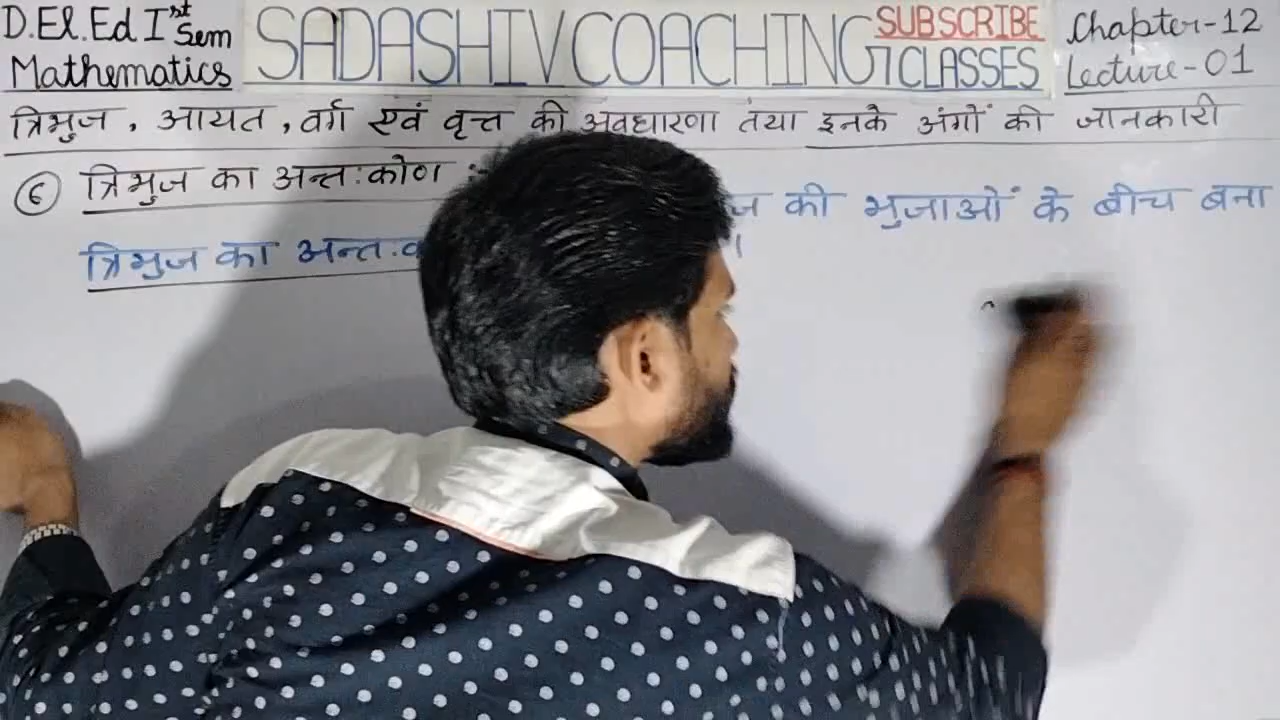 D.El.Ed Ist Sem
Mathematics
SADASHIV COACHING CLASSES
SUBSCRIBE
Chapter-12
Lecture-01
त्रिभुज, आयत, वर्ग एवं वृत्त की अवधारणा तथा इनके अंगों की जानकारी
⑥ त्रिभुज का अन्त:कोण :-
की भुजाओं के बीच बना
त्रिभुज का अन्त: